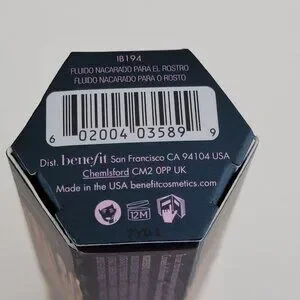 IB194
FLUIDO NACARADO PARA EL ROSTRO
FLUIDO NACARADO PARA O ROSTO
6 02004 03589 9
Dist. benefit San Francisco CA 94104 USA
Chemlsford CM2 0PP UK
Made in the USA benefitcosmetics.com
12M